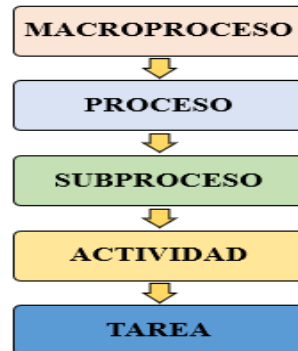 MACROPROCESO
PROCESO
SUBPROCESO
ACTIVIDAD
TAREA